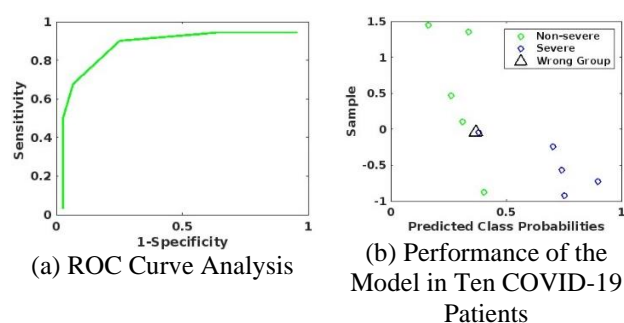 1
0.8
0.6
0.4
0.2
0
Sensitivity
0 0.5 1
1-Specificity
(a) ROC Curve Analysis
1.5
1
0.5
0
-0.5
-1
Sample
Non-severe
Severe
Wrong Group
0 0.5 1
Predicted Class Probabilities
(b) Performance of the
Model in Ten COVID-19
Patients